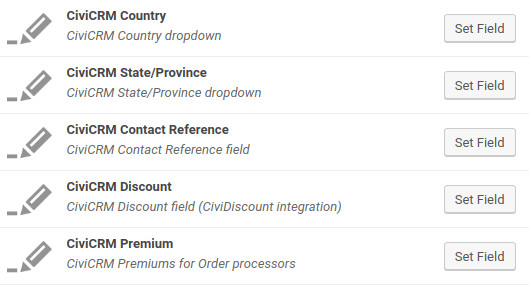 CiviCRM Country
CiviCRM Country dropdown
Set Field
CiviCRM State/Province
CiviCRM State/Province dropdown
Set Field
CiviCRM Contact Reference
CiviCRM Contact Reference field
Set Field
CiviCRM Discount
CiviCRM Discount field (CiviDiscount integration)
Set Field
CiviCRM Premium
CiviCRM Premiums for Order processors
Set Field